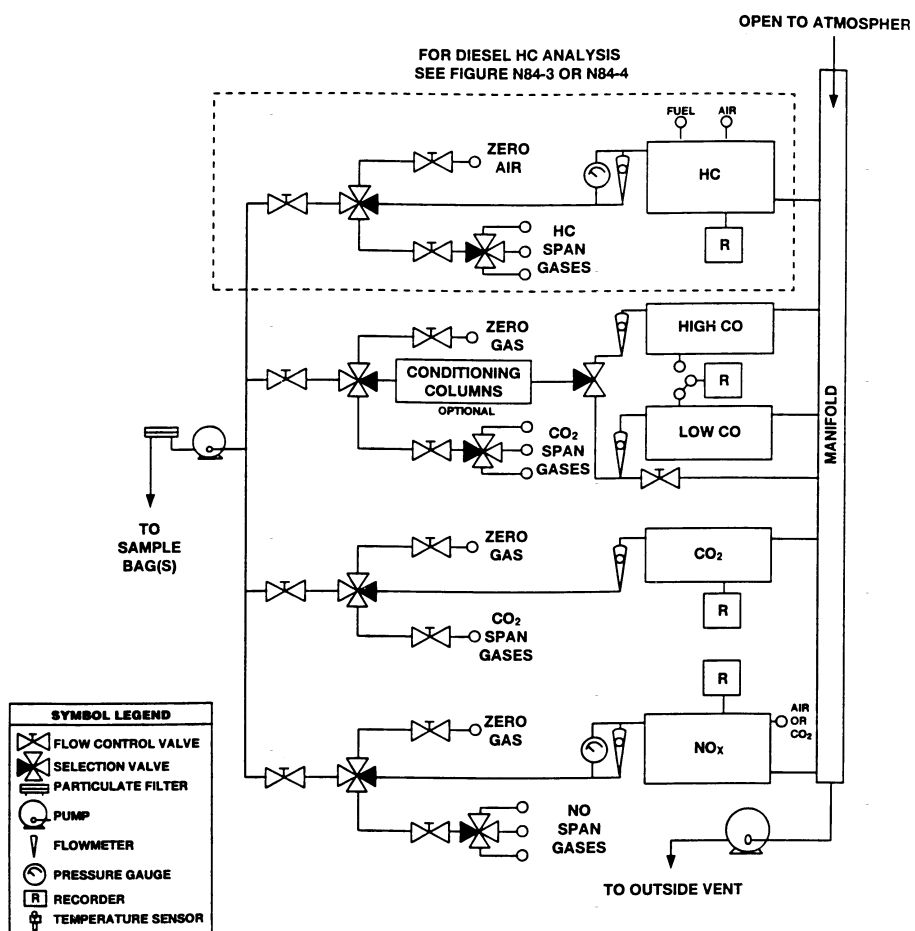 OPEN TO ATMOSPHER
FOR DIESEL HC ANALYSIS
SEE FIGURE N84-3 OR N84-4
FUEL
AIR
ZERO
AIR
HC
R
HC
SPAN
GASES
ZERO
GAS
HIGH CO
CONDITIONING
COLUMNS
OPTIONAL
R
LOW CO
CO₂
SPAN
GASES
MANIFOLD
TO
SAMPLE
BAG(S)
ZERO
GAS
CO₂
R
CO₂
SPAN
GASES
R
ZERO
GAS
AIR
OR
CO₂
NOₓ
NO
SPAN
GASES
TO OUTSIDE VENT
SYMBOL LEGEND
FLOW CONTROL VALVE
SELECTION VALVE
PARTICULATE FILTER
PUMP
FLOWMETER
PRESSURE GAUGE
R RECORDER
TEMPERATURE SENSOR